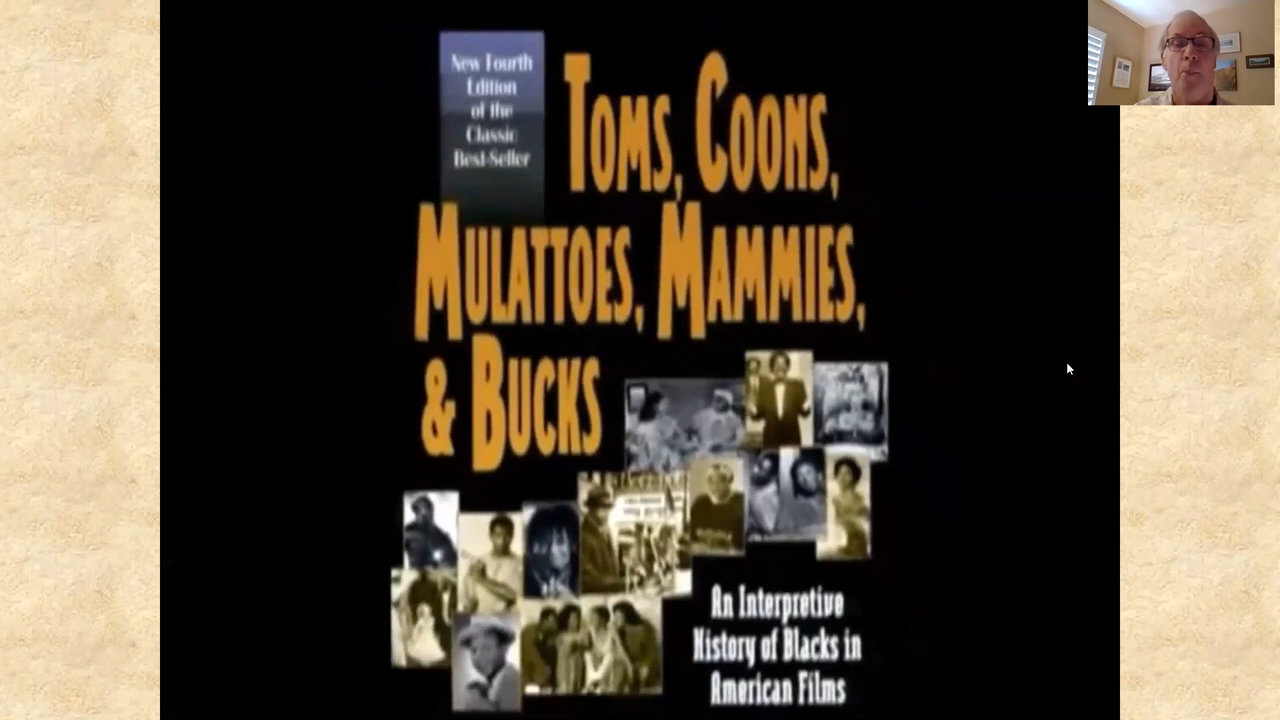 New Fourth
Edition
of the
Classic
Best-Seller
TOMS, COONS,
MULATTOES, MAMMIES,
& BUCKS
An Interpretive
History of Blacks in
American Films